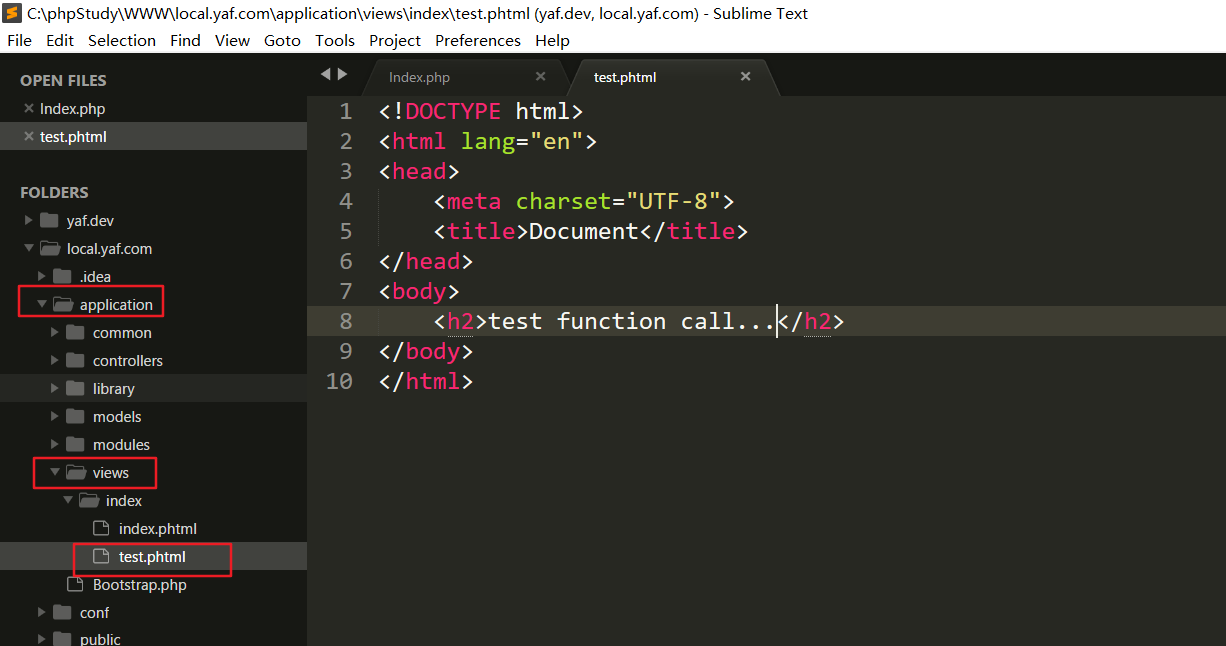 C:\phpStudy\WWW\local.yaf.com\application\views\index\test.phtml (yaf.dev, local.yaf.com) - Sublime Text
File Edit Selection Find View Goto Tools Project Preferences Help
OPEN FILES
Index.php
test.phtml
FOLDERS
yaf.dev
local.yaf.com
.idea
application
common
controllers
library
models
modules
views
index
index.phtml
test.phtml
Bootstrap.php
conf
public
Index.php test.phtml
1 <!DOCTYPE html>
2 <html lang="en">
3 <head>
4     <meta charset="UTF-8">
5     <title>Document</title>
6 </head>
7 <body>
8     <h2>test function call...</h2>
9 </body>
10 </html>